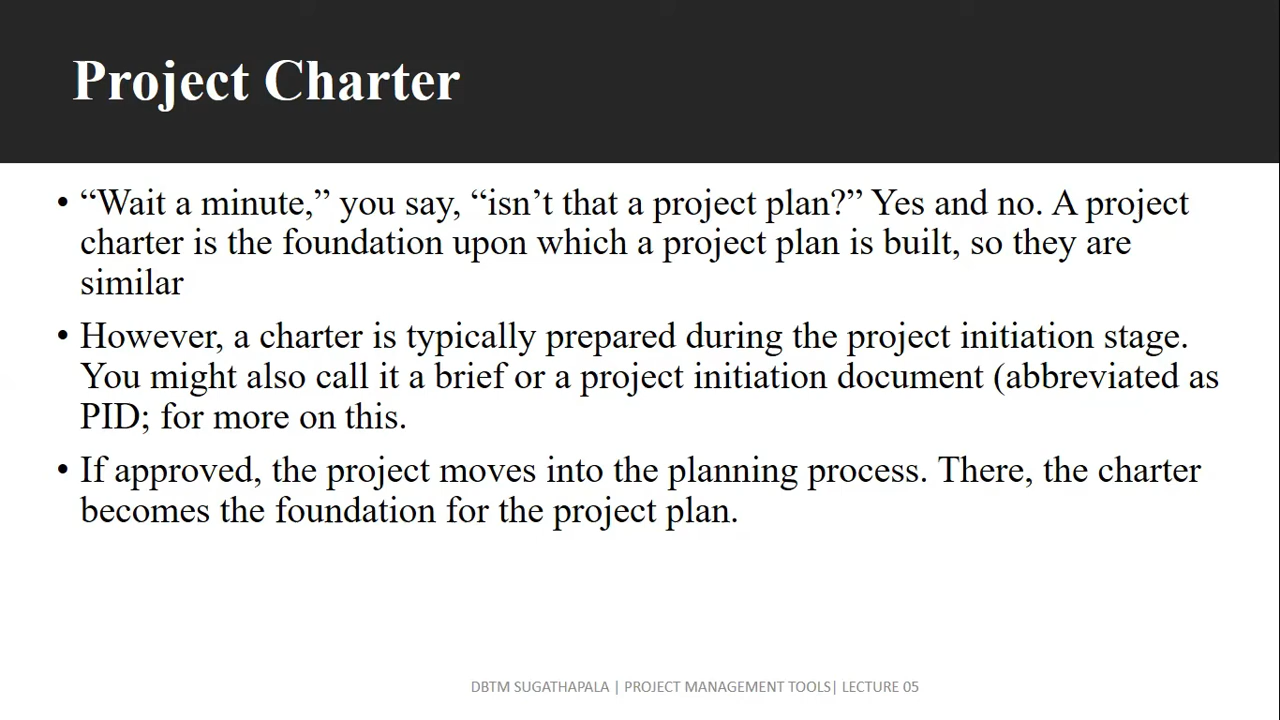 Project Charter
• “Wait a minute,” you say, “isn’t that a project plan?” Yes and no. A project
charter is the foundation upon which a project plan is built, so they are
similar
• However, a charter is typically prepared during the project initiation stage.
You might also call it a brief or a project initiation document (abbreviated as
PID; for more on this.
• If approved, the project moves into the planning process. There, the charter
becomes the foundation for the project plan.
DBTM SUGATHAPALA | PROJECT MANAGEMENT TOOLS| LECTURE 05